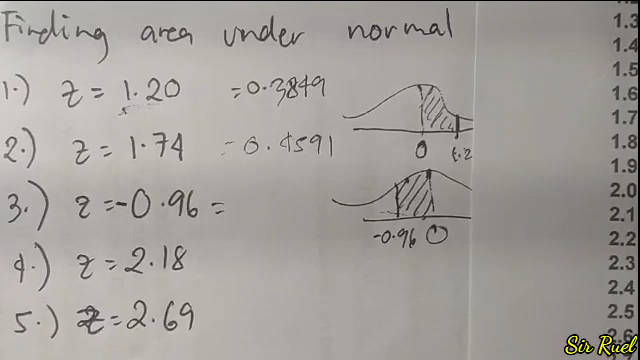 Finding area under normal
1.) z = 1.20 = 0.3849
2.) z = 1.74 = 0.4591
3.) z = -0.96 =
4.) z = 2.18
5.) z = 2.69
0 1.2
-0.96 0
1.3
1.4
1.5
1.6
1.7
1.8
1.9
2.0
2.1
2.2
2.3
2.4
2.5
2.6
Sir Ruel